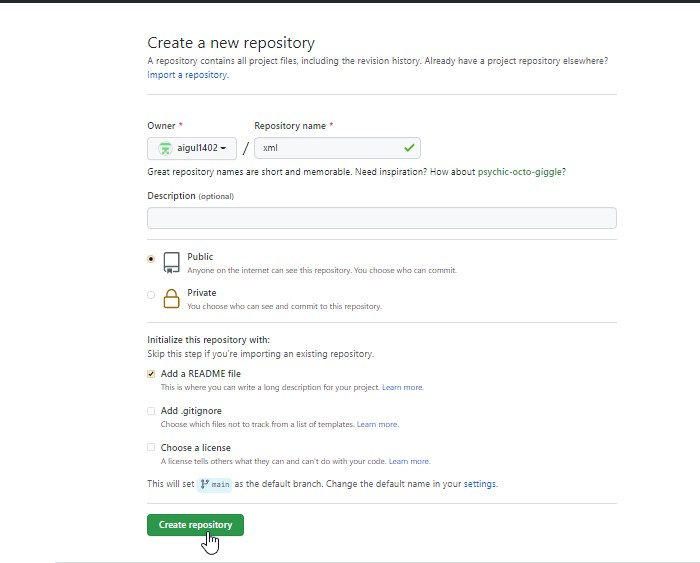 Create a new repository
A repository contains all project files, including the revision history. Already have a project repository elsewhere?
Import a repository.
Owner * Repository name *
aigul1402 / xml
Great repository names are short and memorable. Need inspiration? How about psychic-octo-giggle?
Description (optional)
Public
Anyone on the internet can see this repository. You choose who can commit.
Private
You choose who can see and commit to this repository.
Initialize this repository with:
Skip this step if you're importing an existing repository.
Add a README file
This is where you can write a long description for your project. Learn more.
Add .gitignore
Choose which files not to track from a list of templates. Learn more.
Choose a license
A license tells others what they can and can't do with your code. Learn more.
This will set main as the default branch. Change the default name in your settings.
Create repository